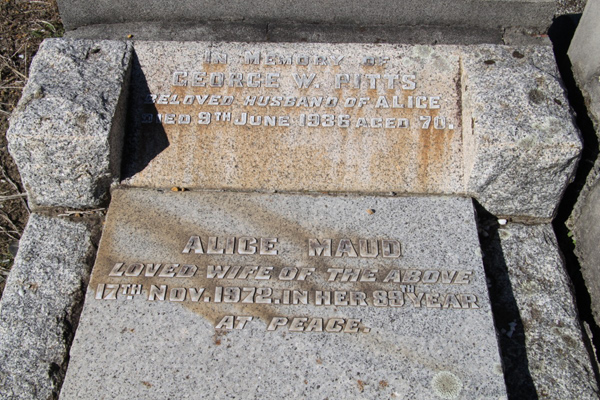 IN MEMORY OF
GEORGE W. PITTS
BELOVED HUSBAND OF ALICE
DIED 9TH JUNE 1936 AGED 70.
ALICE MAUD
LOVED WIFE OF THE ABOVE
17TH NOV. 1972. IN HER 89TH YEAR
AT PEACE.